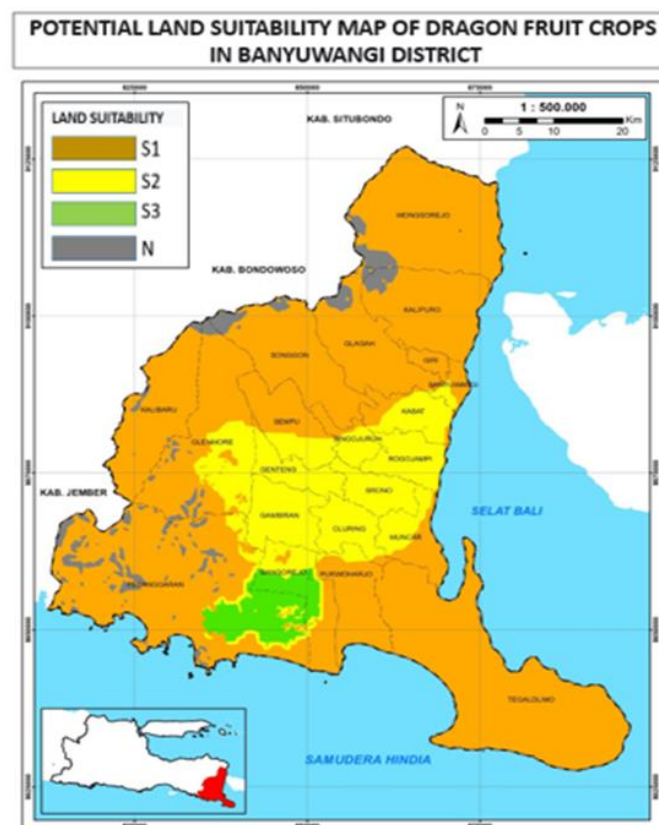 POTENTIAL LAND SUITABILITY MAP OF DRAGON FRUIT CROPS
IN BANYUWANGI DISTRICT
LAND SUITABILITY
S1
S2
S3
N
N
1 : 500.000
Km
0 5 10 20
KAB. SITUBONDO
KAB. BONDOWOSO
KAB. JEMBER
WONGSOREJO
KALIPURO
GLAGAH
GIRI
SONGGON
KABAT
KALIBARU
SEMPU
GLENMORE
ROGOJAMPI
GENTENG
SRONO
GAMBIRAN
CLURING
MUNCAR
PURWOHARJO
TEGALDLIMO
SELAT BALI
SAMUDERA HINDIA